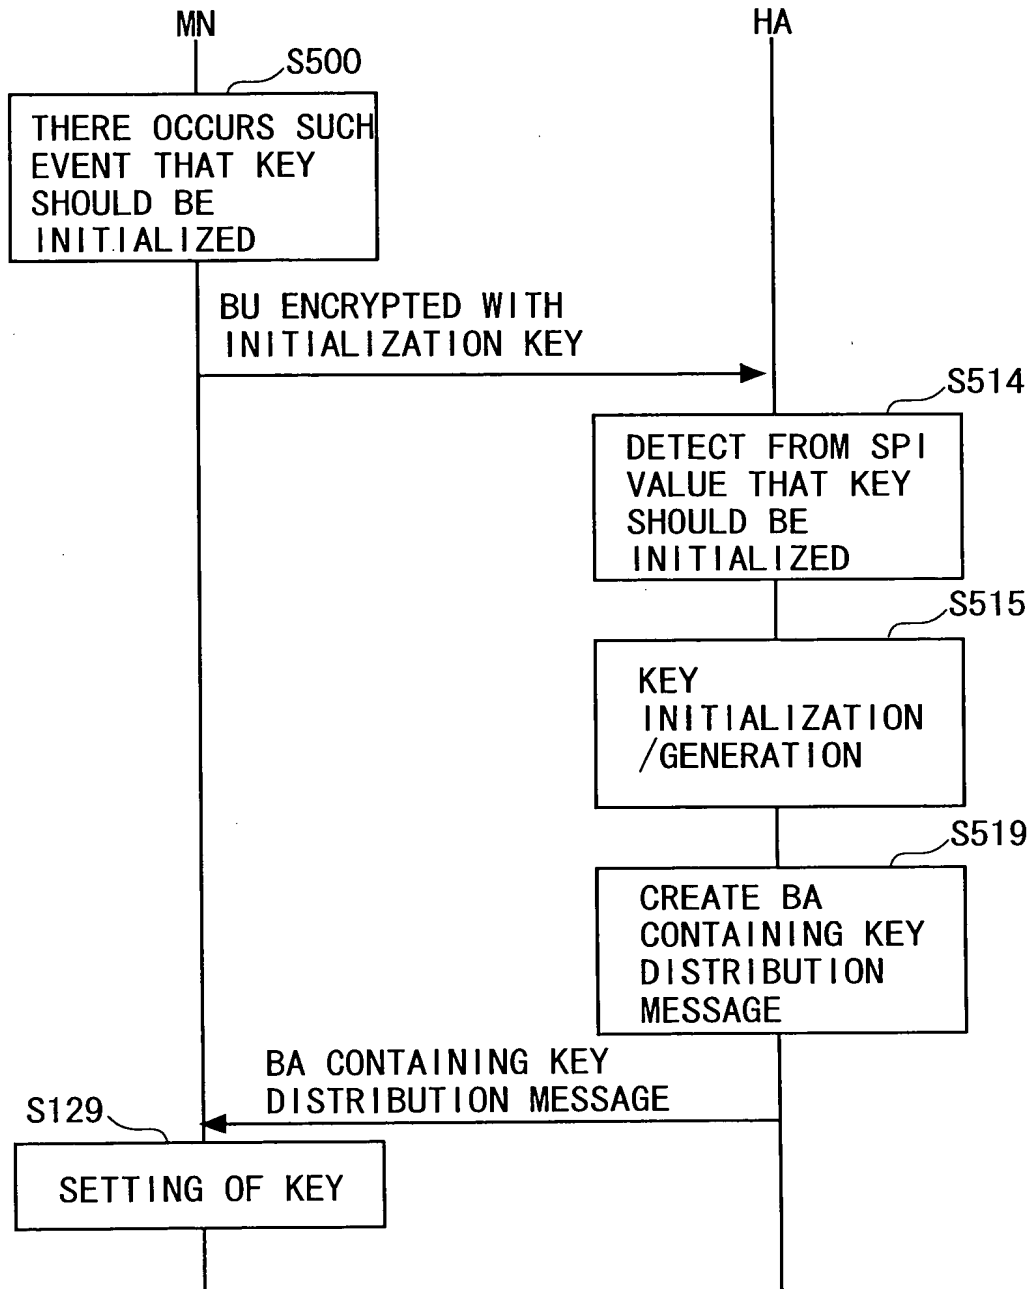 MN
HA
S500
THERE OCCURS SUCH
EVENT THAT KEY
SHOULD BE
INITIALIZED
BU ENCRYPTED WITH
INITIALIZATION KEY
S514
DETECT FROM SPI
VALUE THAT KEY
SHOULD BE
INITIALIZED
S515
KEY
INITIALIZATION
/GENERATION
S519
CREATE BA
CONTAINING KEY
DISTRIBUTION
MESSAGE
BA CONTAINING KEY
DISTRIBUTION MESSAGE
S129
SETTING OF KEY